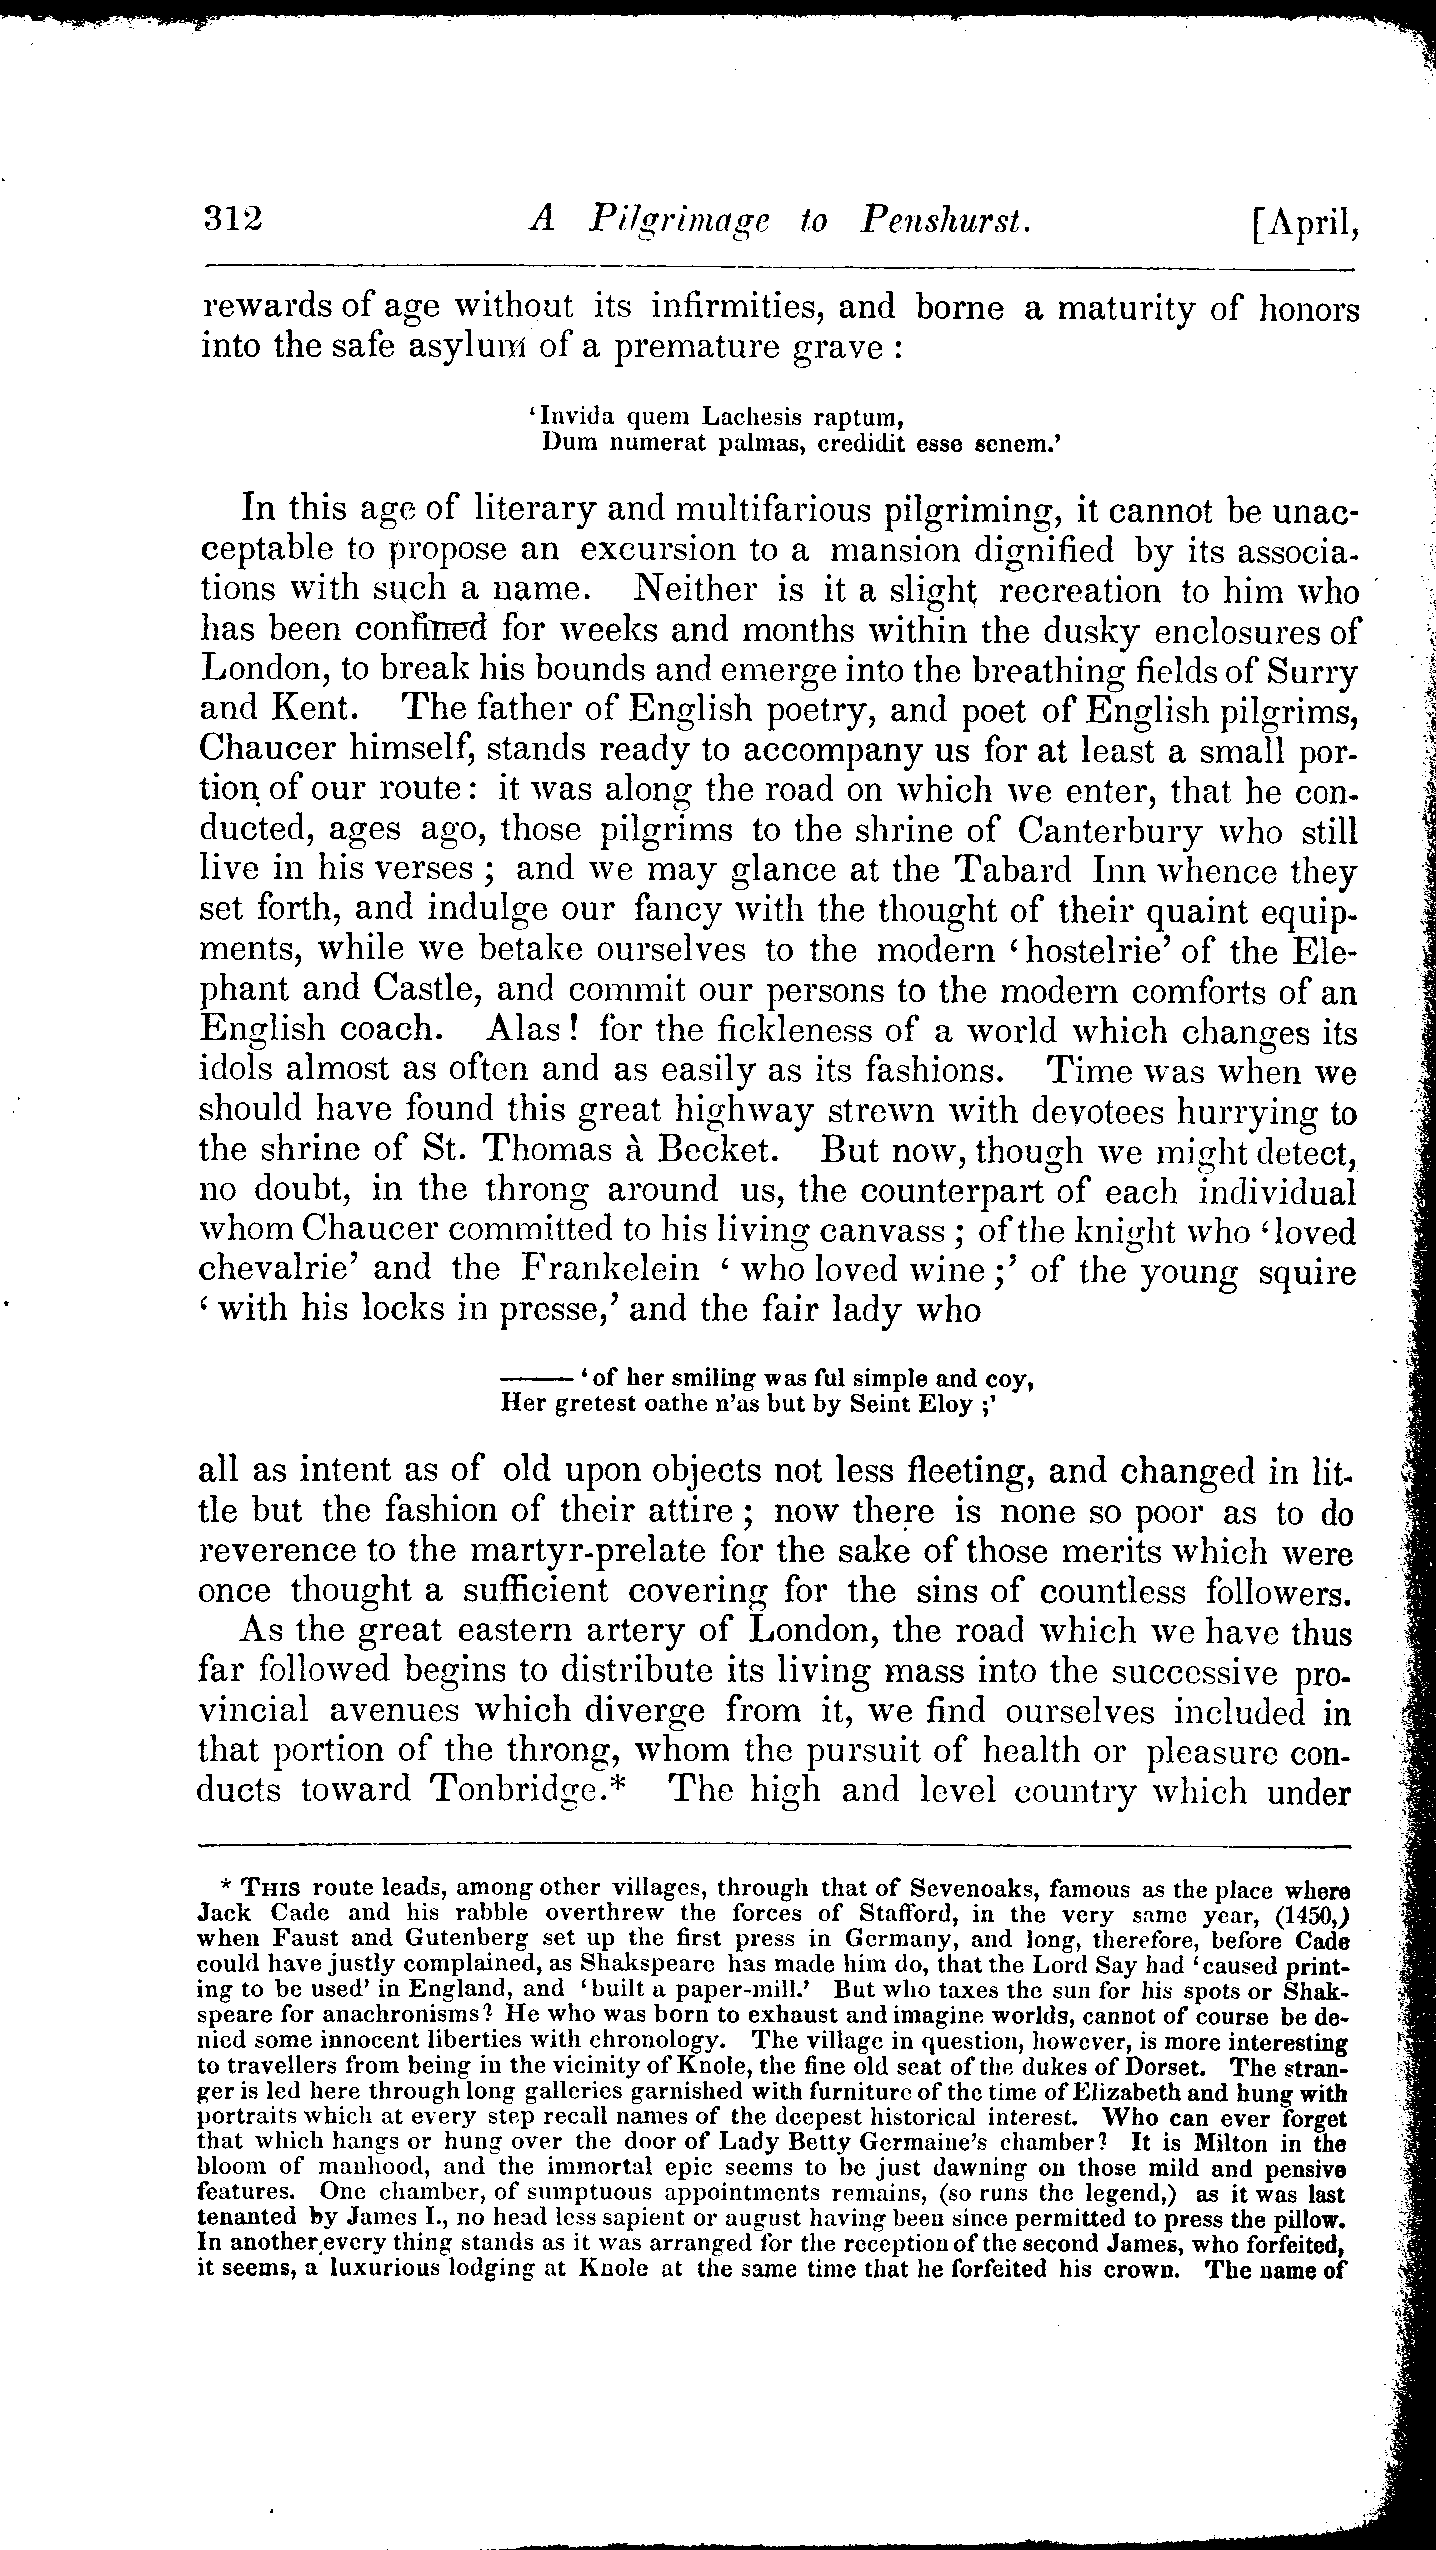 312 A Pilgrimage to Penshurst. [April,
rewards of age without its infirmities, and borne a maturity of honors
into the safe asylum of a premature grave :
‘Invida quem Lachesis raptum,
Dum numerat palmas, credidit esse senem.’
In this age of literary and multifarious pilgriming, it cannot be unac-
ceptable to propose an excursion to a mansion dignified by its associa-
tions with such a name. Neither is it a slight recreation to him who
has been confined for weeks and months within the dusky enclosures of
London, to break his bounds and emerge into the breathing fields of Surry
and Kent. The father of English poetry, and poet of English pilgrims,
Chaucer himself, stands ready to accompany us for at least a small por-
tion of our route: it was along the road on which we enter, that he con-
ducted, ages ago, those pilgrims to the shrine of Canterbury who still
live in his verses ; and we may glance at the Tabard Inn whence they
set forth, and indulge our fancy with the thought of their quaint equip-
ments, while we betake ourselves to the modern ‘hostelrie’ of the Ele-
phant and Castle, and commit our persons to the modern comforts of an
English coach. Alas! for the fickleness of a world which changes its
idols almost as often and as easily as its fashions. Time was when we
should have found this great highway strewn with devotees hurrying to
the shrine of St. Thomas à Becket. But now, though we might detect,
no doubt, in the throng around us, the counterpart of each individual
whom Chaucer committed to his living canvass ; of the knight who ‘loved
chevalrie’ and the Frankelein ‘ who loved wine ;’ of the young squire
‘ with his locks in presse,’ and the fair lady who
—— ‘of her smiling was ful simple and coy,
Her gretest oathe n’as but by Seint Eloy ;’
all as intent as of old upon objects not less fleeting, and changed in lit-
tle but the fashion of their attire ; now there is none so poor as to do
reverence to the martyr-prelate for the sake of those merits which were
once thought a sufficient covering for the sins of countless followers.
As the great eastern artery of London, the road which we have thus
far followed begins to distribute its living mass into the successive pro-
vincial avenues which diverge from it, we find ourselves included in
that portion of the throng, whom the pursuit of health or pleasure con-
ducts toward Tonbridge.* The high and level country which under
* THIS route leads, among other villages, through that of Sevenoaks, famous as the place where
Jack Cade and his rabble overthrew the forces of Stafford, in the very same year, (1450,)
when Faust and Gutenberg set up the first press in Germany, and long, therefore, before Cade
could have justly complained, as Shakspeare has made him do, that the Lord Say had ‘caused print-
ing to be used’ in England, and ‘built a paper-mill.’ But who taxes the sun for his spots or Shak-
speare for anachronisms? He who was born to exhaust and imagine worlds, cannot of course be de-
nied some innocent liberties with chronology. The village in question, however, is more interesting
to travellers from being in the vicinity of Knole, the fine old seat of the dukes of Dorset. The stran-
ger is led here through long galleries garnished with furniture of the time of Elizabeth and hung with
portraits which at every step recall names of the deepest historical interest. Who can ever forget
that which hangs or hung over the door of Lady Betty Germaine’s chamber? It is Milton in the
bloom of manhood, and the immortal epic seems to be just dawning on those mild and pensive
features. One chamber, of sumptuous appointments remains, (so runs the legend,) as it was last
tenanted by James I., no head less sapient or august having been since permitted to press the pillow.
In another every thing stands as it was arranged for the reception of the second James, who forfeited,
it seems, a luxurious lodging at Knole at the same time that he forfeited his crown. The name of